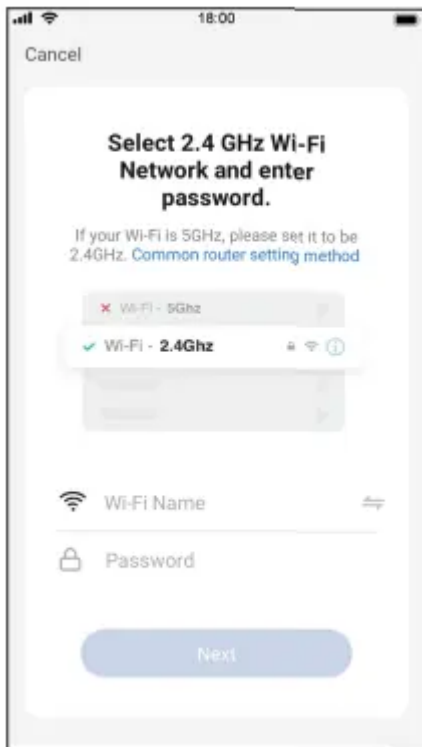 18:00
Cancel
Select 2.4 GHz Wi-Fi
Network and enter
password.
If your Wi-Fi is 5GHz, please set it to be
2.4GHz. Common router setting method
Wi-Fi - 5Ghz
Wi-Fi - 2.4Ghz
Wi-Fi Name
Password
Next